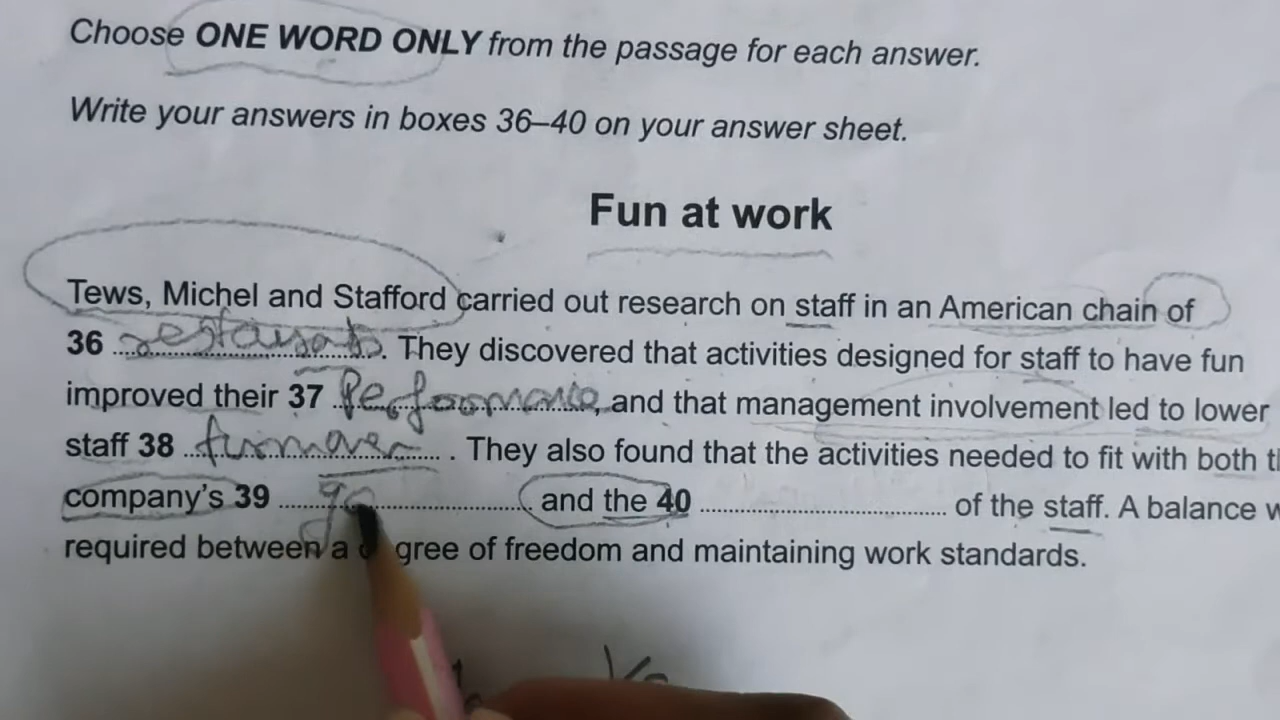 Choose ONE WORD ONLY from the passage for each answer.
Write your answers in boxes 36–40 on your answer sheet.
Fun at work
Tews, Michel and Stafford carried out research on staff in an American chain of
36 ................ . They discovered that activities designed for staff to have fun
improved their 37 Performance, and that management involvement led to lower
staff 38 turnover . They also found that the activities needed to fit with both
company's 39 go ................ and the 40 ................ of the staff. A balance
required between a gree of freedom and maintaining work standards.